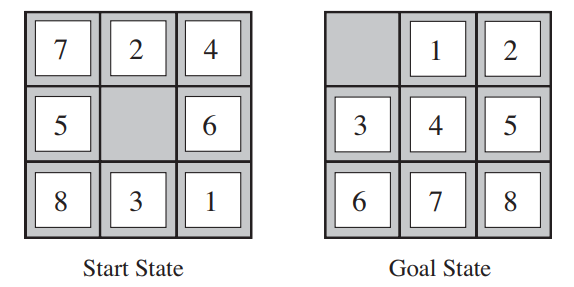 7 2 4
5 6
8 3 1
Start State
1 2
3 4 5
6 7 8
Goal State